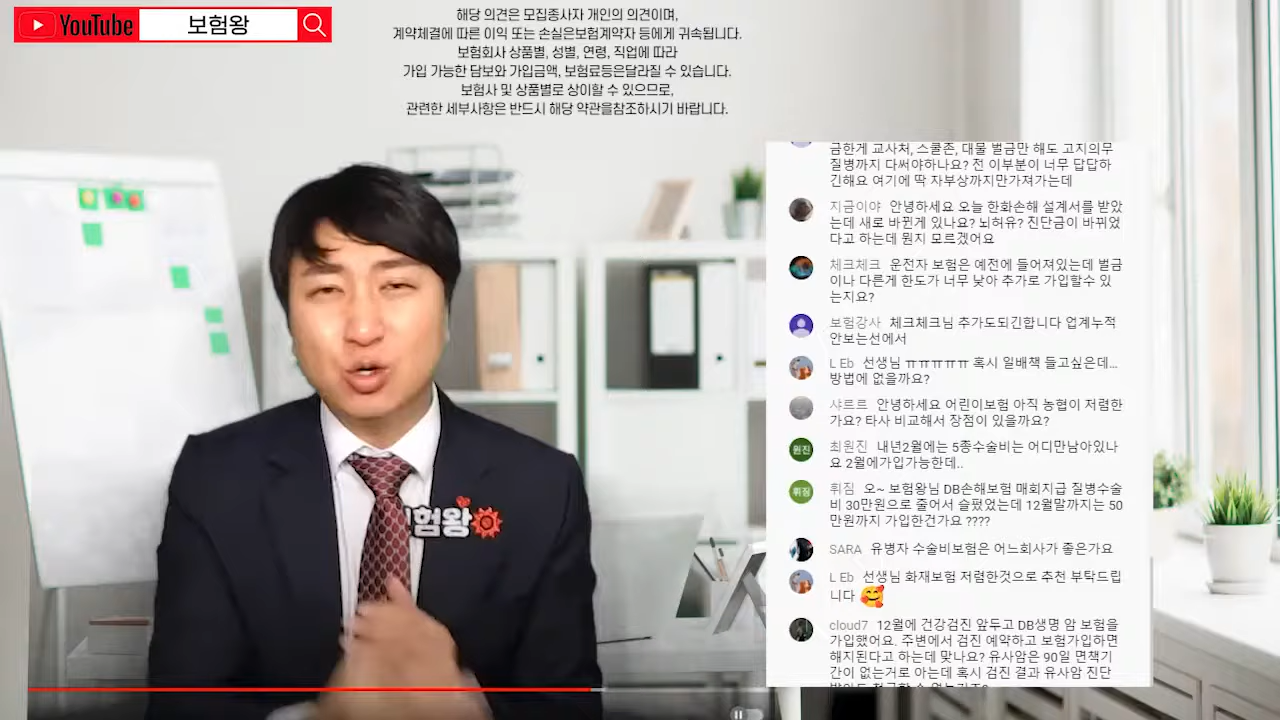 YouTube 보험왕
해당 의견은 모집종사자 개인의 의견이며,
계약체결에 따른 이익 또는 손실은보험계약자 등에게 귀속됩니다.
보험회사 상품별, 성별, 연령, 직업에 따라
가입 가능한 담보와 가입금액, 보험료등은달라질 수 있습니다.
보험사 및 상품별로 상이할 수 있으므로,
관련한 세부사항은 반드시 해당 약관을참조하시기 바랍니다.
금한게 교사처, 스쿨존, 대물 벌금만 해도 고지의무
질병까지 다써야하나요? 전 이부분이 너무 답답하
긴해요 여기에 딱 자부상까지만가져가는데
지금이야 안녕하세요 오늘 한화손해 설계서를 받았
는데 새로 바뀐게 있나요? 뇌허유? 진단금이 바뀌었
다고 하는데 뭔지 모르겠어요
체크체크 운전자 보험은 예전에 들어져있는데 벌금
이나 다른게 한도가 너무 낮아 추가로 가입할수 있
는지요?
보험강사 체크체크님 추가도되긴합니다 업계누적
안보는선에서
L Eb 선생님 ㅠㅠㅠㅠㅠ 혹시 일배책 들고싶은데...
방법에 없을까요?
샤르르 안녕하세요 어린이보험 아직 농협이 저렴한
가요? 타사 비교해서 장점이 있을까요?
원진 최원진 내년2월에는 5종수술비는 어디만남아있나
요 2월에가입가능한데..
휘짐 휘짐 오~ 보험왕님 DB손해보험 매회지급 질병수술
비 30만원으로 줄어서 슬펐었는데 12월말까지는 50
만원까지 가입한건가요 ????
SARA 유병자 수술비보험은 어느회사가 좋은가요
L Eb 선생님 화재보험 저렴한것으로 추천 부탁드립
니다
cloud7 12월에 건강검진 앞두고 DB생명 암 보험을
가입했어요. 주변에서 검진 예약하고 보험가입하면
해지된다고 하는데 맞나요? 유사암은 90일 면책기
간이 없는거로 아는데 혹시 검진 결과 유사암 진단
험왕